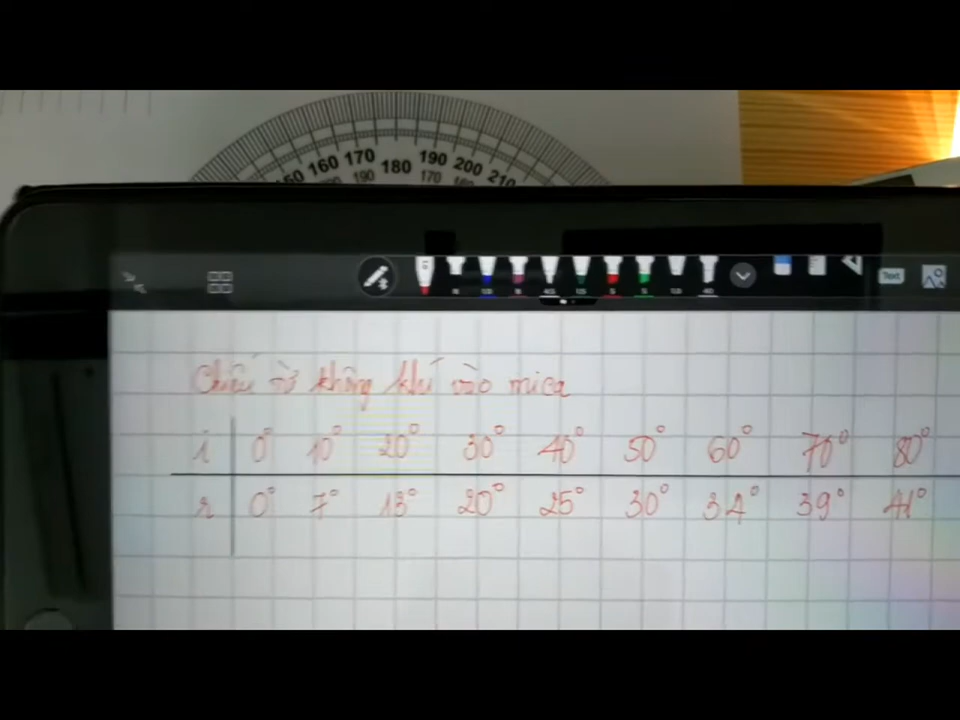 160 170 180 190 200 210
190 170
Text
Chiếu từ không khí vào mica
i 0° 10° 20° 30° 40° 50° 60° 70° 80°
r 0° 7° 13° 20° 25° 30° 34° 39° 41°